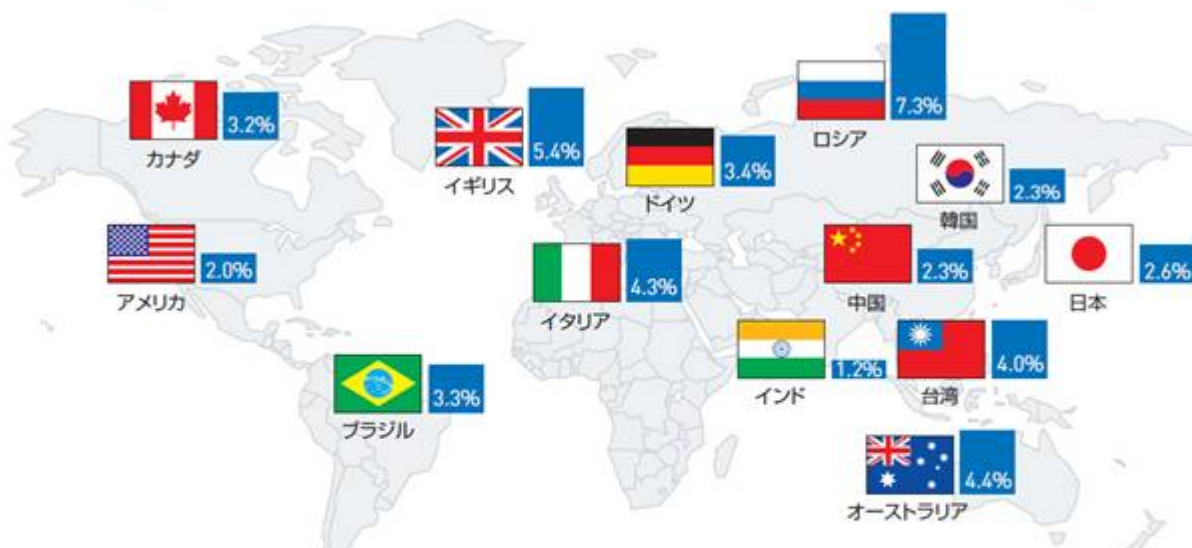 カナダ
3.2%
イギリス
5.4%
ドイツ
3.4%
ロシア
7.3%
韓国
2.3%
アメリカ
2.0%
イタリア
4.3%
中国
2.3%
日本
2.6%
ブラジル
3.3%
インド
1.2%
台湾
4.0%
オーストラリア
4.4%